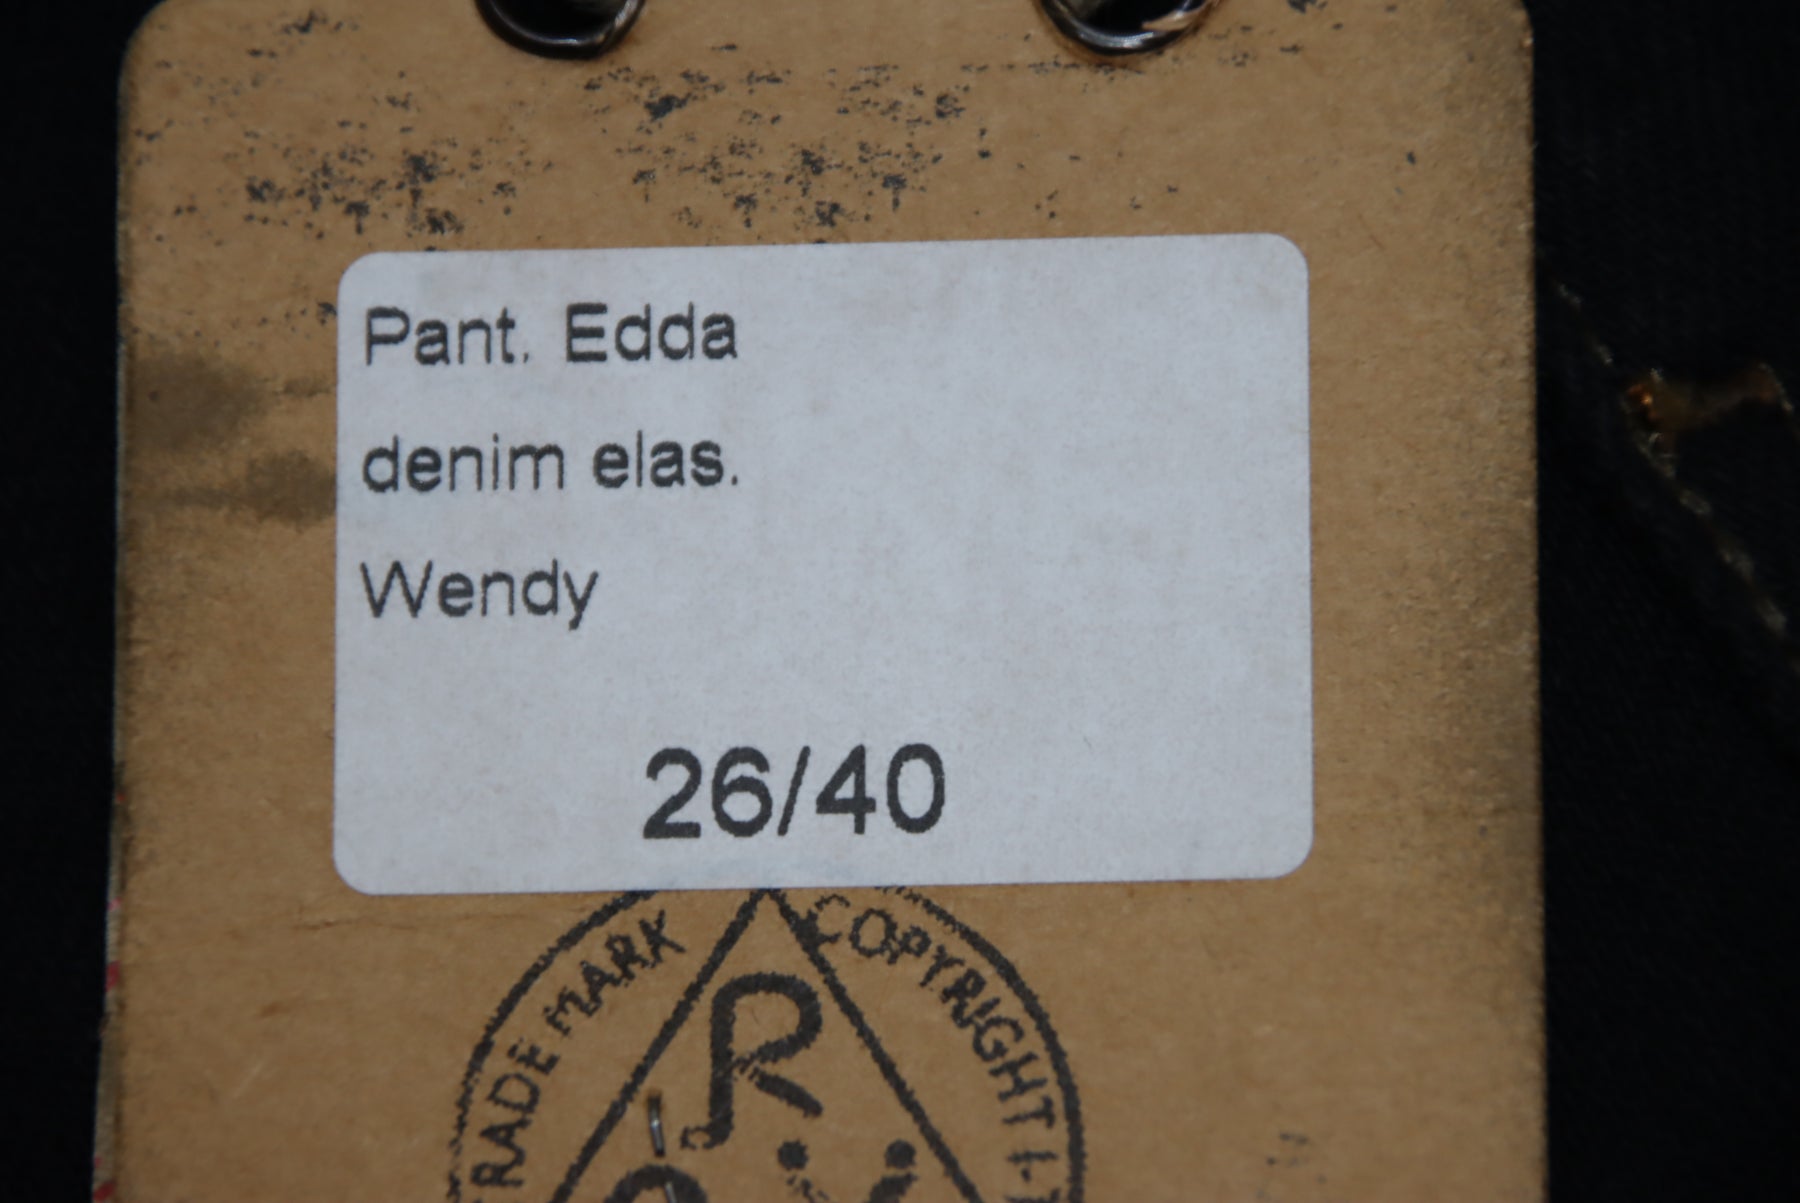 Pant. Edda
denim elas.
Wendy
26/40
TRADE MARK
COPYRIGHT
R